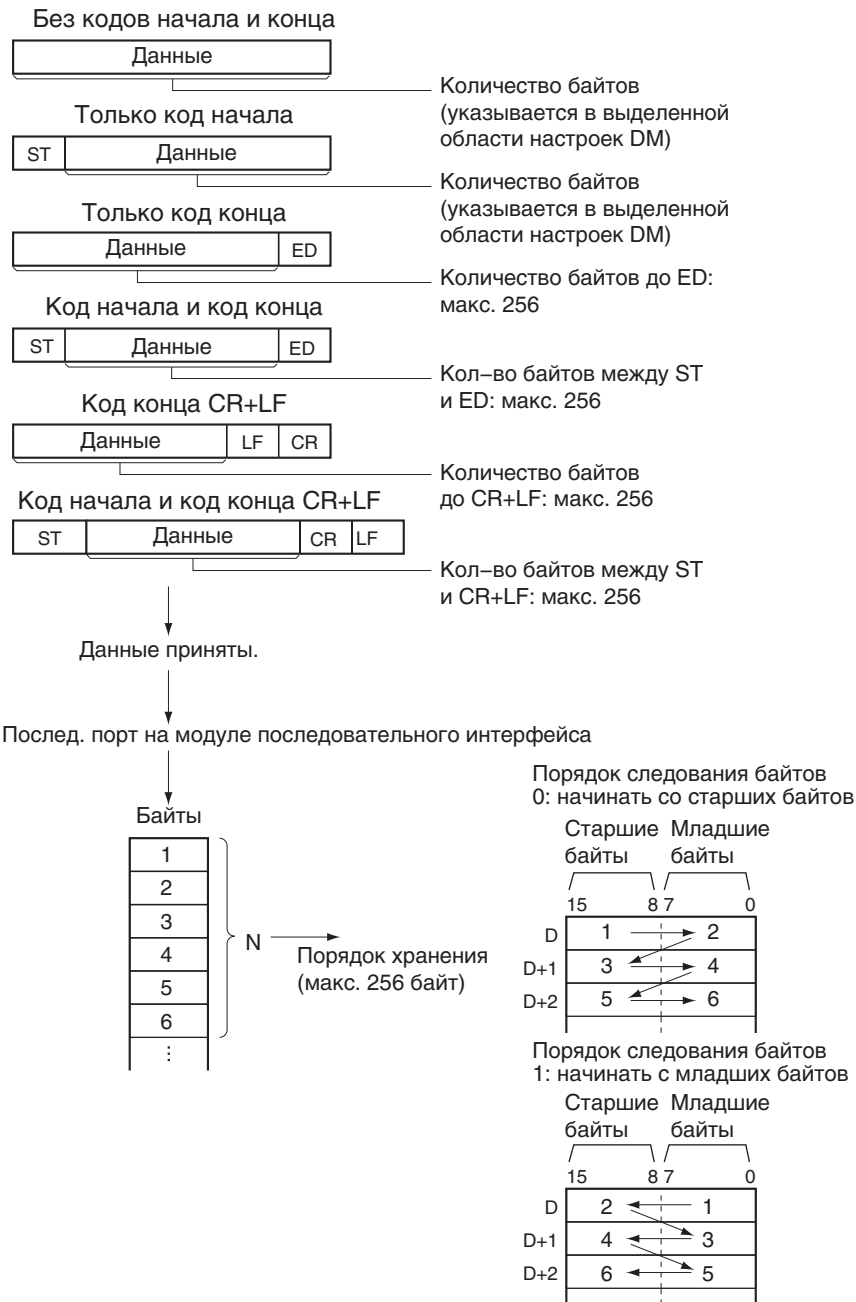 Без кодов начала и конца
Данные
Количество байтов
(указывается в выделенной
области настроек DM)
Только код начала
ST Данные
Количество байтов
(указывается в выделенной
области настроек DM)
Только код конца
Данные ED
Количество байтов до ED:
макс. 256
Код начала и код конца
ST Данные ED
Кол–во байтов между ST
и ED: макс. 256
Код конца CR+LF
Данные LF CR
Количество байтов
до CR+LF: макс. 256
Код начала и код конца CR+LF
ST Данные CR LF
Кол–во байтов между ST
и CR+LF: макс. 256
Данные приняты.
Послед. порт на модуле последовательного интерфейса
Байты
1
2
3
4
5
6
⋮
N
Порядок хранения
(макс. 256 байт)
Порядок следования байтов
0: начинать со старших байтов
Старшие Младшие
байты байты
15 8 7 0
D 1 2
D+1 3 4
D+2 5 6
Порядок следования байтов
1: начинать с младших байтов
Старшие Младшие
байты байты
15 8 7 0
D 2 1
D+1 4 3
D+2 6 5